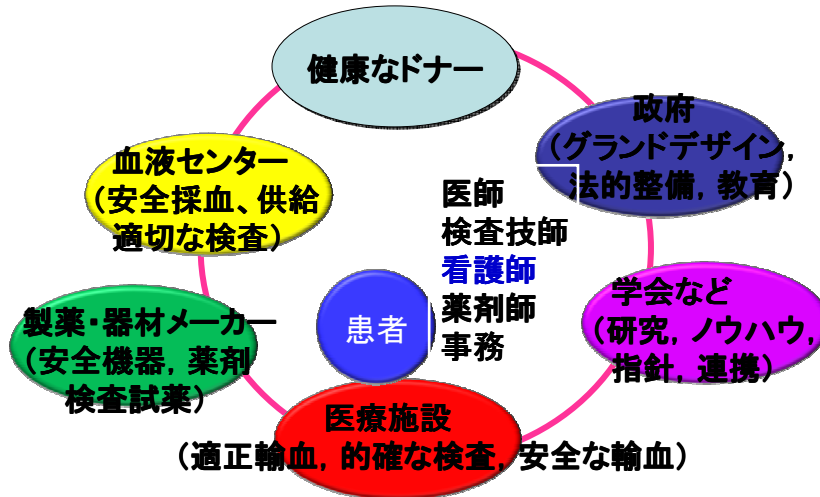 健康なドナー
政府
(グランドデザイン,
法的整備, 教育)
血液センター
(安全採血、供給
適切な検査)
医師
検査技師
看護師
薬剤師
事務
患者
学会など
(研究, ノウハウ,
指針, 連携)
製薬・器材メーカー
(安全機器, 薬剤
検査試薬)
医療施設
(適正輸血, 的確な検査, 安全な輸血)